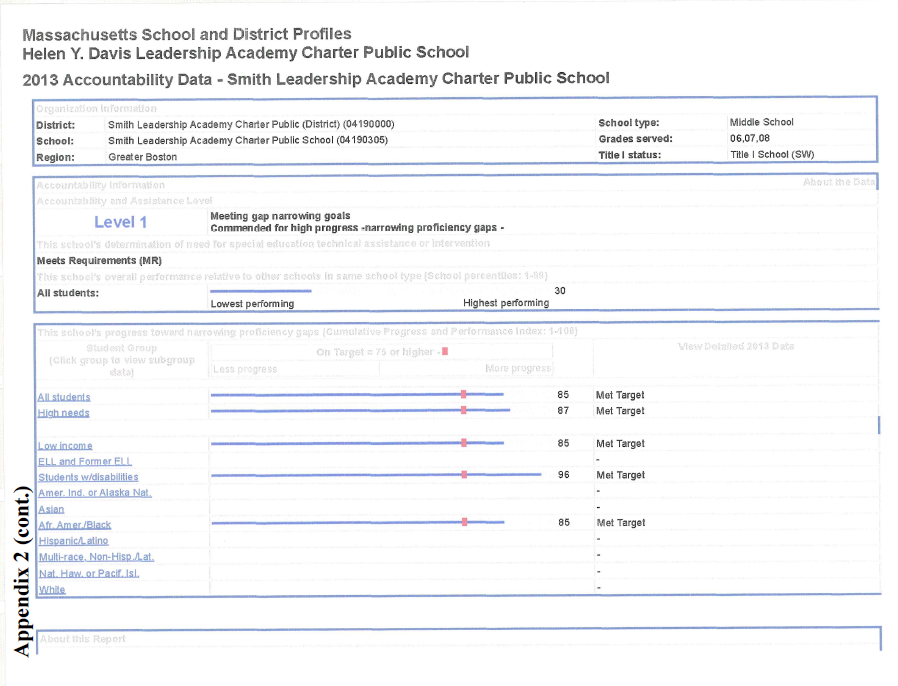 Massachusetts School and District Profiles
Helen Y. Davis Leadership Academy Charter Public School
2013 Accountability Data - Smith Leadership Academy Charter Public School
Organization Information
District: Smith Leadership Academy Charter Public (District) (04190000) School type: Middle School
School: Smith Leadership Academy Charter Public School (04190305) Grades served: 06,07,08
Region: Greater Boston Title I status: Title I School (SW)
Accountability Information About the Data
Accountability and Assistance Level
Level 1 Meeting gap narrowing goals
Commended for high progress -narrowing proficiency gaps -
This school's determination of need for special education technical assistance or intervention
Meets Requirements (MR)
This school's overall performance relative to other schools in same school type (School percentiles: 1-99)
All students: 30
Lowest performing Highest performing
This school's progress toward narrowing proficiency gaps (Cumulative Progress and Performance Index: 1-100)
Student Group On Target = 75 or higher - View Detailed 2013 Data
(Click group to view subgroup
data) Less progress More progress
All students 85 Met Target
High needs 87 Met Target
Low income 85 Met Target
ELL and Former ELL -
Students w/disabilities 96 Met Target
Amer. Ind. or Alaska Nat. -
Asian -
Afr. Amer./Black 85 Met Target
Hispanic/Latino -
Multi-race, Non-Hisp./Lat. -
Nat. Haw. or Pacif. Isl. -
White -
About this Report
Appendix 2 (cont.)